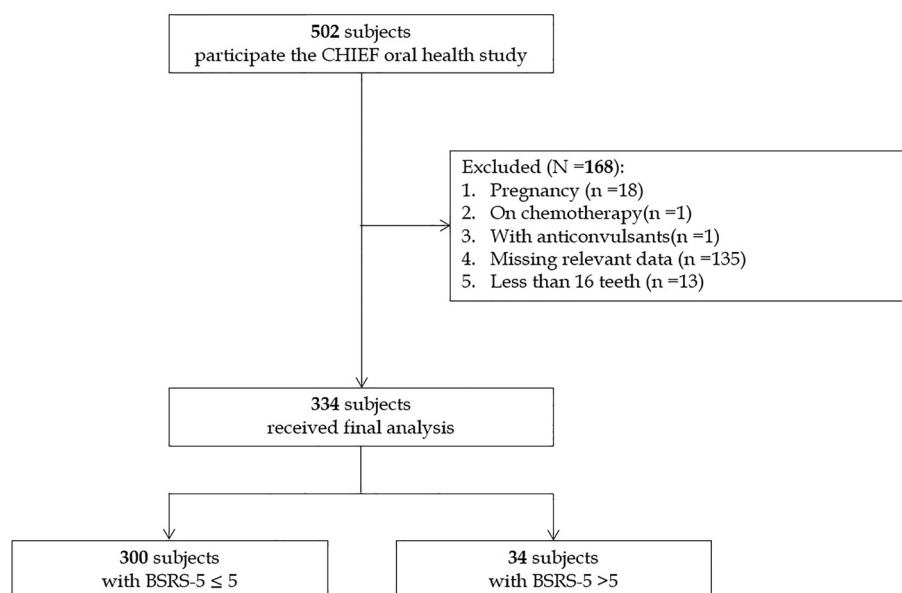 502 subjects
participate the CHIEF oral health study
Excluded (N =168):
1. Pregnancy (n =18)
2. On chemotherapy(n =1)
3. With anticonvulsants(n =1)
4. Missing relevant data (n =135)
5. Less than 16 teeth (n =13)
334 subjects
received final analysis
300 subjects
with BSRS-5 ≤ 5
34 subjects
with BSRS-5 >5